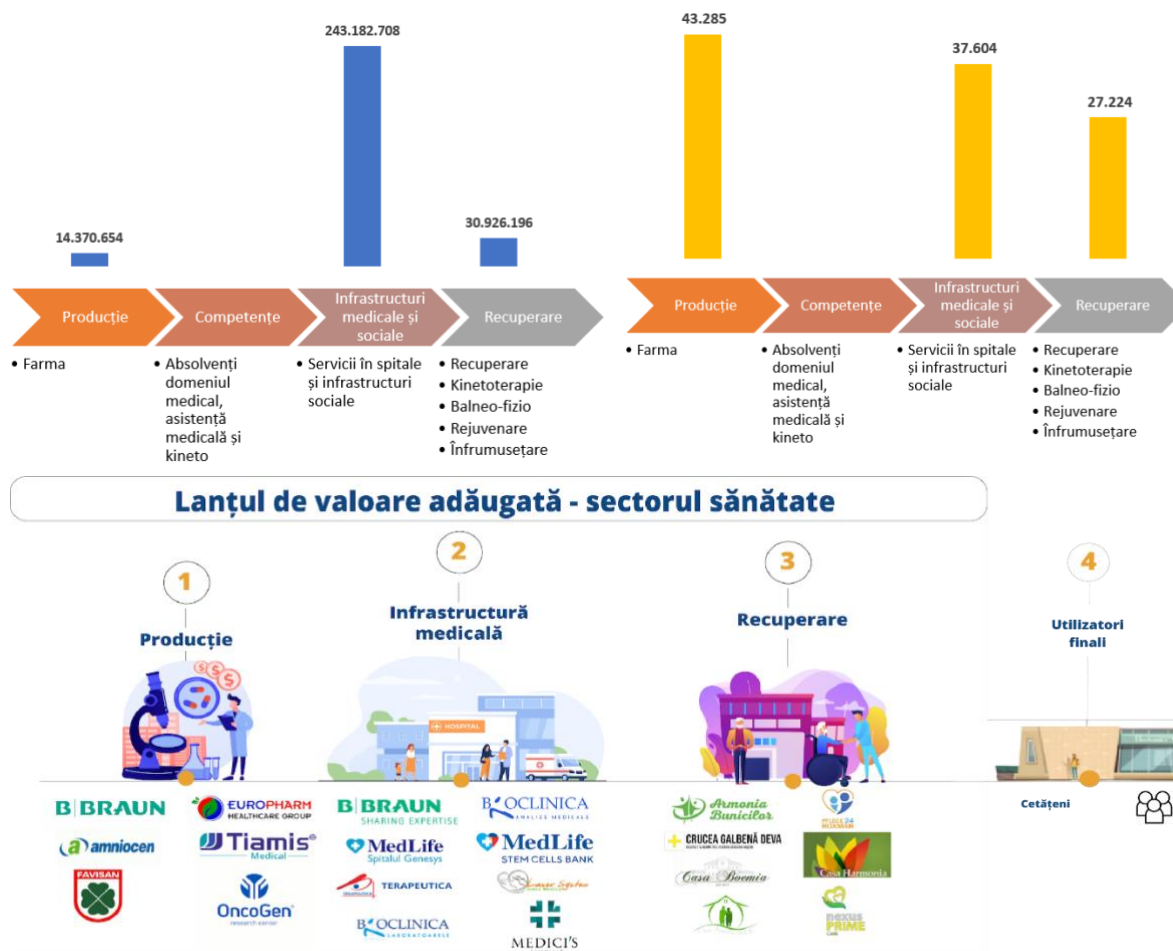 243.182.708
14.370.654
30.926.196
Producție
Competențe
Infrastructuri
medicale și
sociale
Recuperare
• Farma
• Absolvenți
domeniul
medical,
asistență
medicală și
kineto
• Servicii în spitale
și infrastructuri
sociale
• Recuperare
• Kinetoterapie
• Balneo-fizio
• Rejuvenare
• Înfrumusețare
43.285
37.604
27.224
Producție
Competențe
Infrastructuri
medicale și
sociale
Recuperare
• Farma
• Absolvenți
domeniul
medical,
asistență
medicală și
kineto
• Servicii în spitale
și infrastructuri
sociale
• Recuperare
• Kinetoterapie
• Balneo-fizio
• Rejuvenare
• Înfrumusețare
Lanțul de valoare adăugată - sectorul sănătate
1
Producție
2
Infrastructură
medicală
HOSPITAL
3
Recuperare
4
Utilizatori
finali
Cetățeni
B|BRAUN
EUROPHARM
HEALTHCARE GROUP
amniocen
Tiamis
Medical
FAVISAN
OncoGen
research center
B|BRAUN
SHARING EXPERTISE
BIOCLINICA
ANALIZE MEDICALE
MedLife
Spitalul Genesys
MedLife
STEM CELLS BANK
TERAPEUTICA
BIOCLINICA
LABORATOARELE
MEDICI'S
Armonia
Bunicilor
CRUCEA GALBENĂ DEVA
Casa Boemia
Casa Harmonia
nexus
PRIME